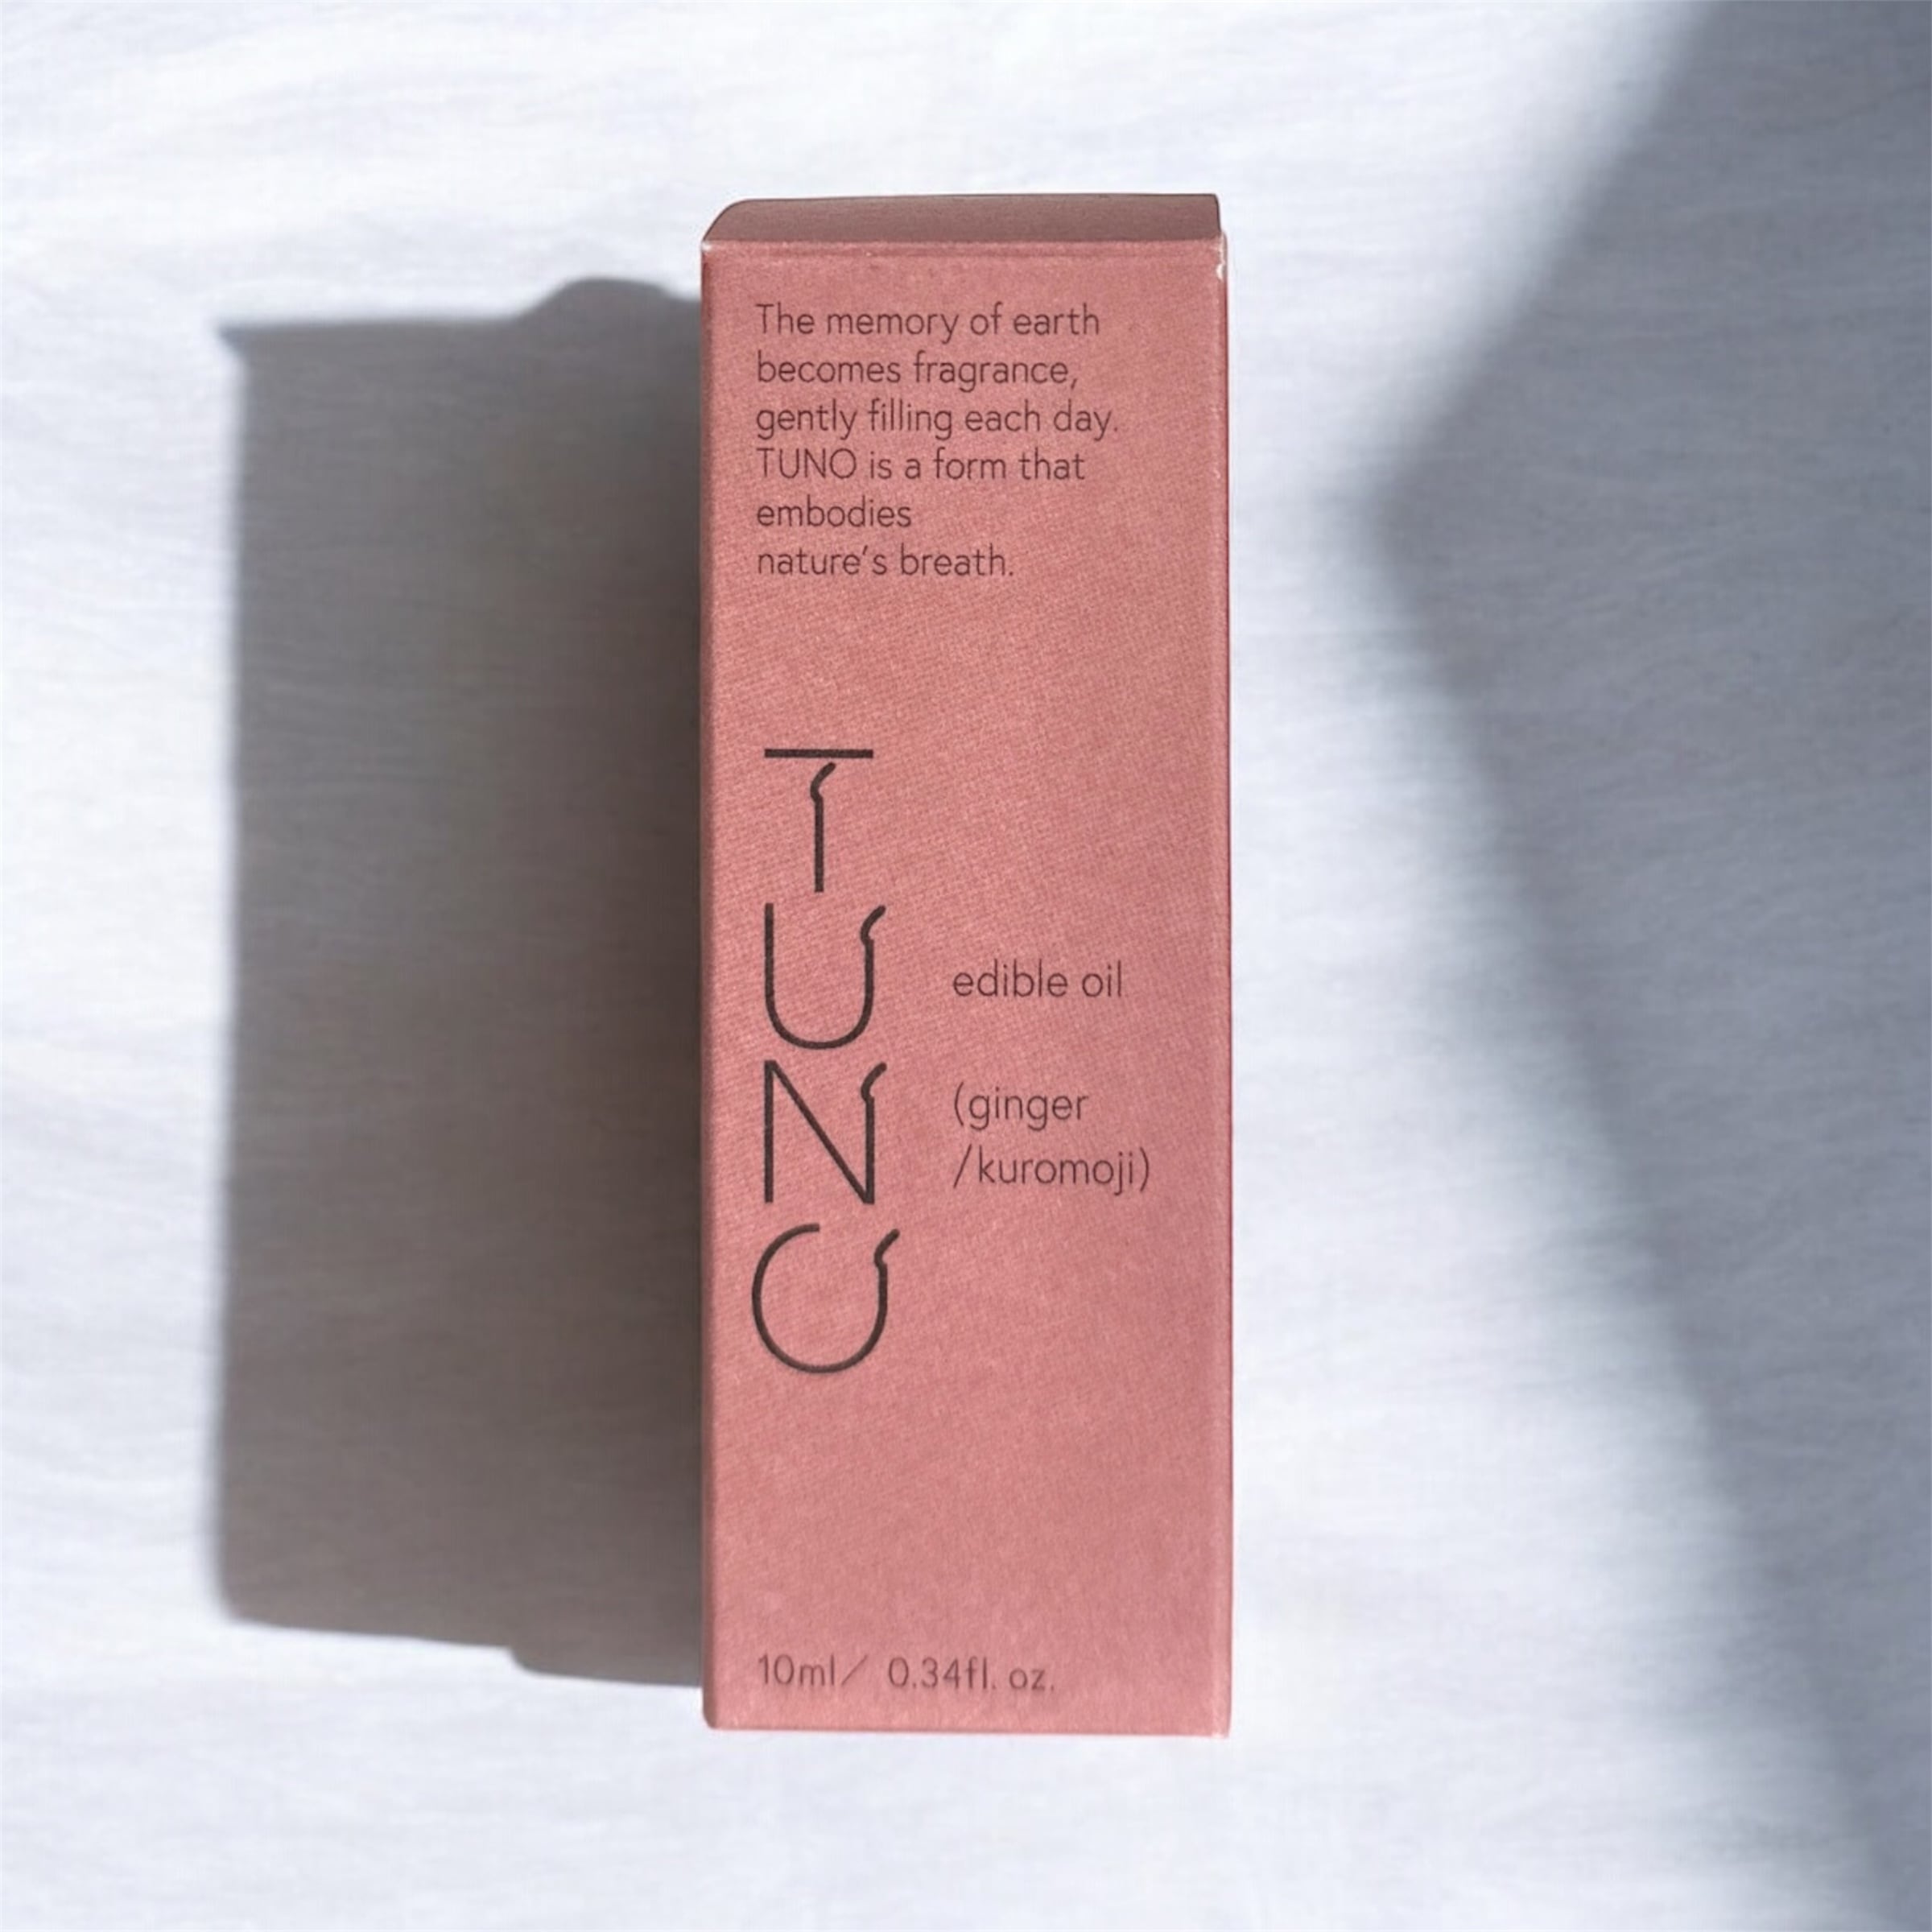 The memory of earth
becomes fragrance,
gently filling each day.
TUNO is a form that
embodies
nature's breath.
TUNO
edible oil
(ginger
/kuromoji)
10ml/ 0.34fl. oz.